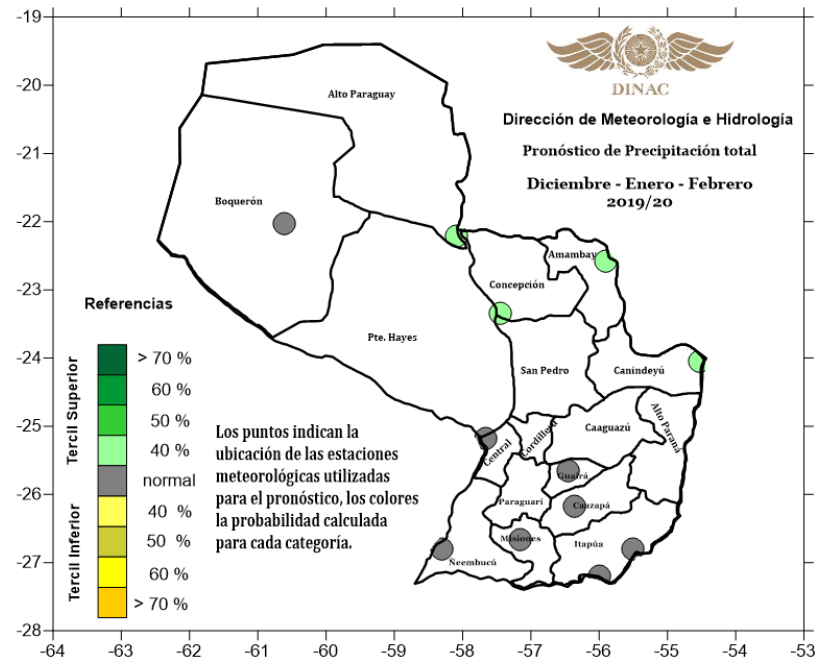 -19
-20
-21
-22
-23
-24
-25
-26
-27
-28
-64
-63
-62
-61
-60
-59
-58
-57
-56
-55
-54
-53
DINAC
Dirección de Meteorología e Hidrología
Pronóstico de Precipitación total
Diciembre - Enero - Febrero
2019/20
Alto Paraguay
Boquerón
Amambay
Concepción
Pte. Hayes
San Pedro
Canindeyú
Alto Paraná
Caaguazú
Cordillera
Central
Guairá
Paraguarí
Caazapá
Misiones
Itapúa
Ñeembucú
Referencias
Tercil Superior
> 70 %
60 %
50 %
40 %
normal
Tercil Inferior
40 %
50 %
60 %
> 70 %
Los puntos indican la
ubicación de las estaciones
meteorológicas utilizadas
para el pronóstico, los colores
la probabilidad calculada
para cada categoría.